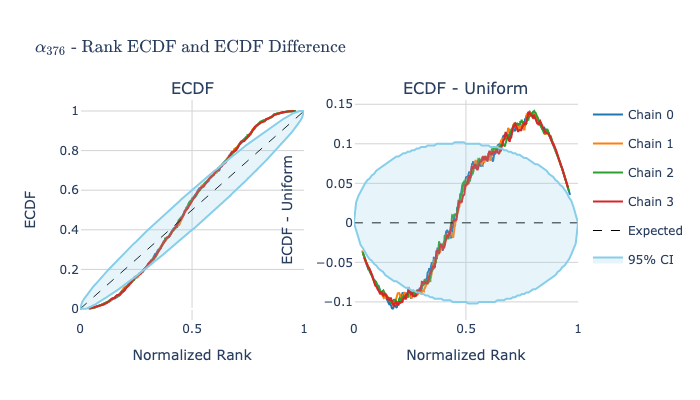 α₃₇₆ - Rank ECDF and ECDF Difference
ECDF
ECDF - Uniform
ECDF
1
0.8
0.6
0.4
0.2
0
0
0.5
1
Normalized Rank
ECDF - Uniform
0.15
0.1
0.05
0
−0.05
−0.1
0
0.5
1
Normalized Rank
Chain 0
Chain 1
Chain 2
Chain 3
Expected
95% CI